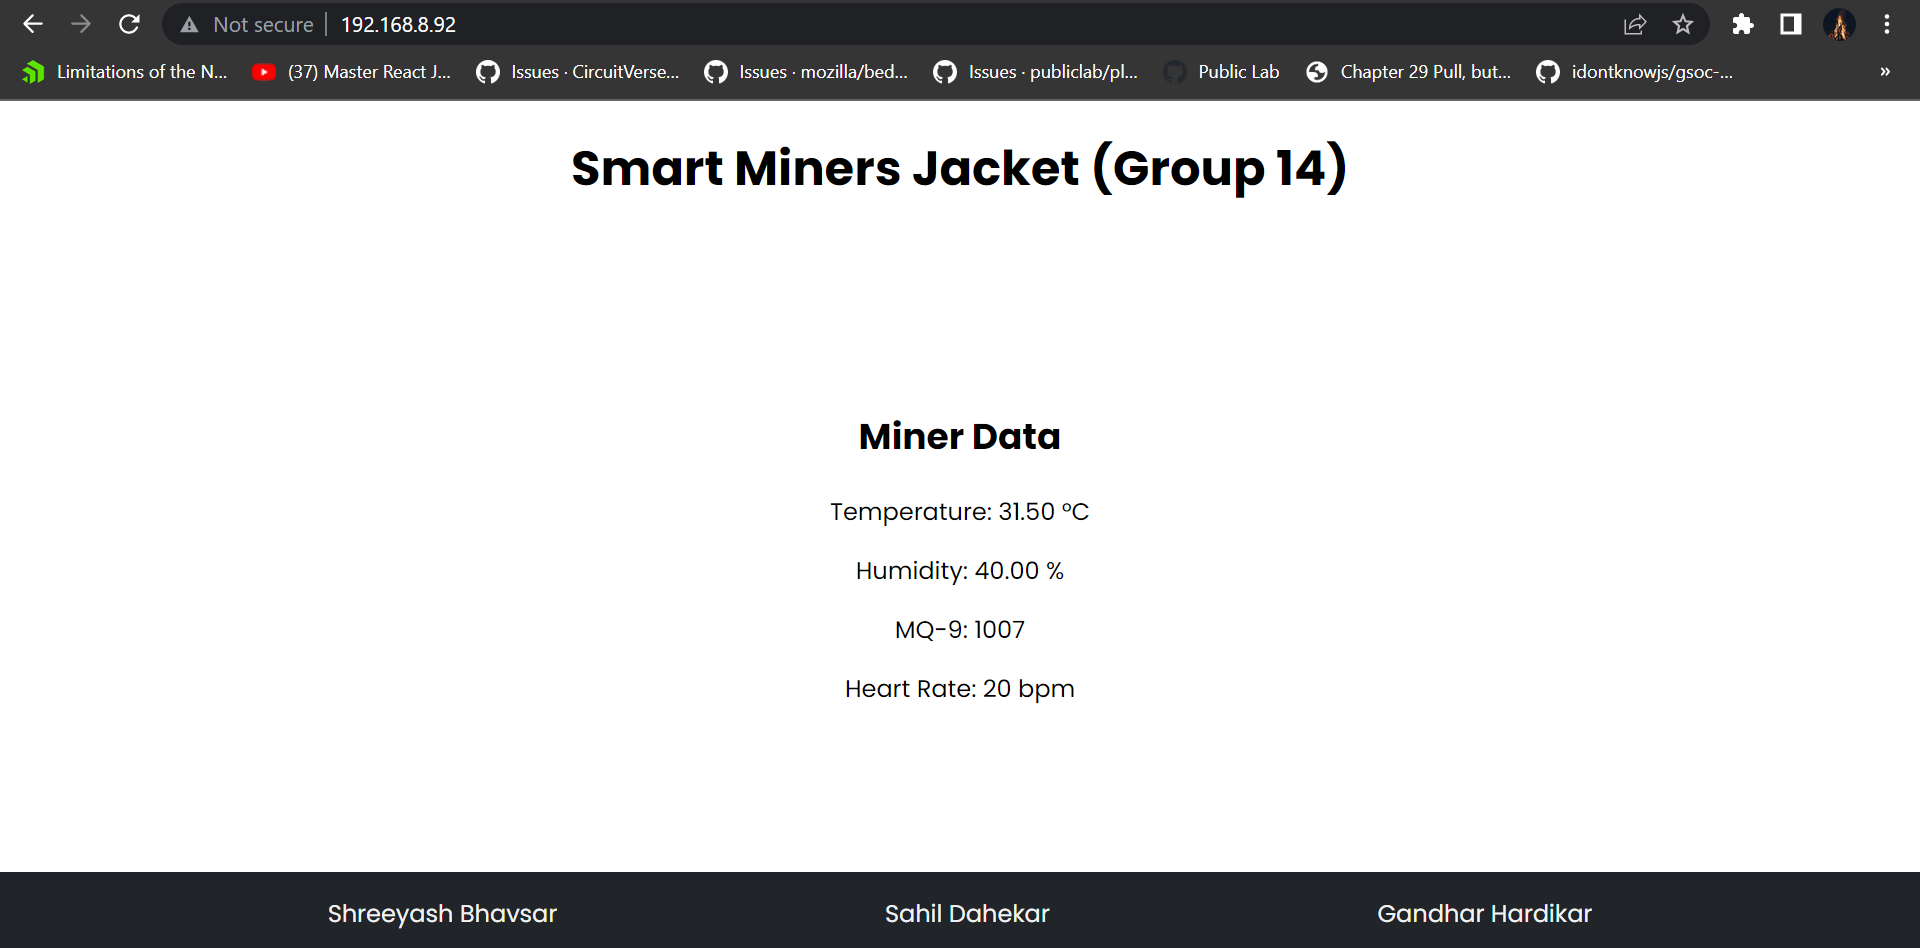 Not secure | 192.168.8.92
Limitations of the N... (37) Master React J... Issues · CircuitVerse... Issues · mozilla/bed... Issues · publiclab/pl... Public Lab Chapter 29 Pull, but... idontknowjs/gsoc-... »
Smart Miners Jacket (Group 14)
Miner Data
Temperature: 31.50 °C
Humidity: 40.00 %
MQ-9: 1007
Heart Rate: 20 bpm
Shreeyash Bhavsar Sahil Dahekar Gandhar Hardikar